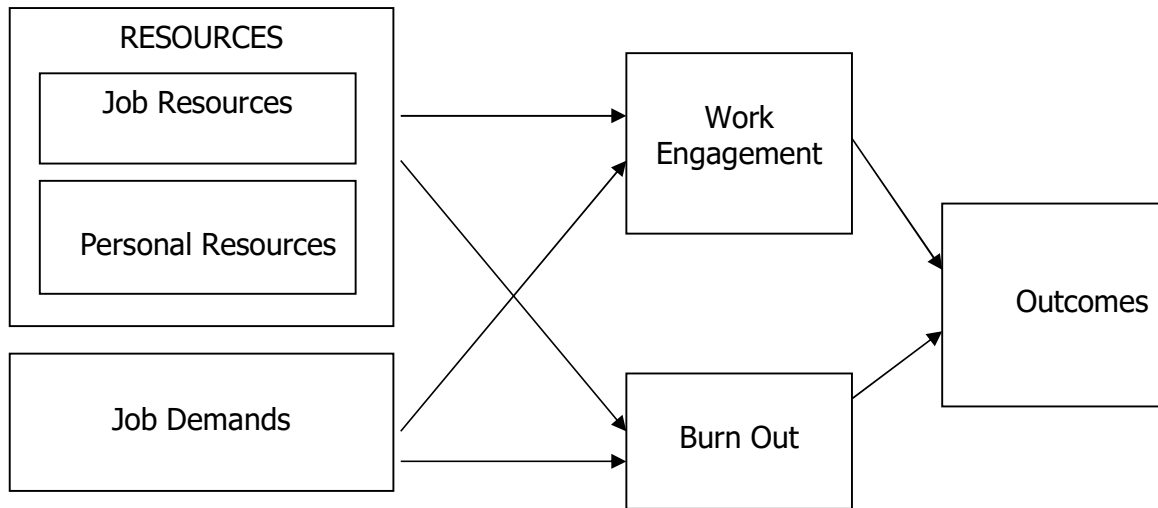 RESOURCES
Job Resources
Personal Resources
Job Demands
Work
Engagement
Burn Out
Outcomes